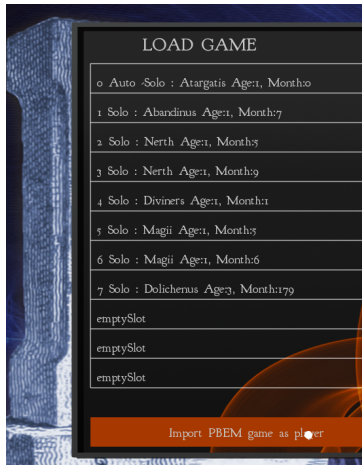 LOAD GAME
0 Auto -Solo : Atargatis Age:1, Month:0
1 Solo : Abandinus Age:1, Month:7
2 Solo : Nerth Age:1, Month:5
3 Solo : Nerth Age:1, Month:9
4 Solo : Diviners Age:1, Month:1
5 Solo : Magii Age:1, Month:5
6 Solo : Magii Age:1, Month:6
7 Solo : Dolichenus Age:3, Month:179
emptySlot
emptySlot
emptySlot
Import PBEM game as player